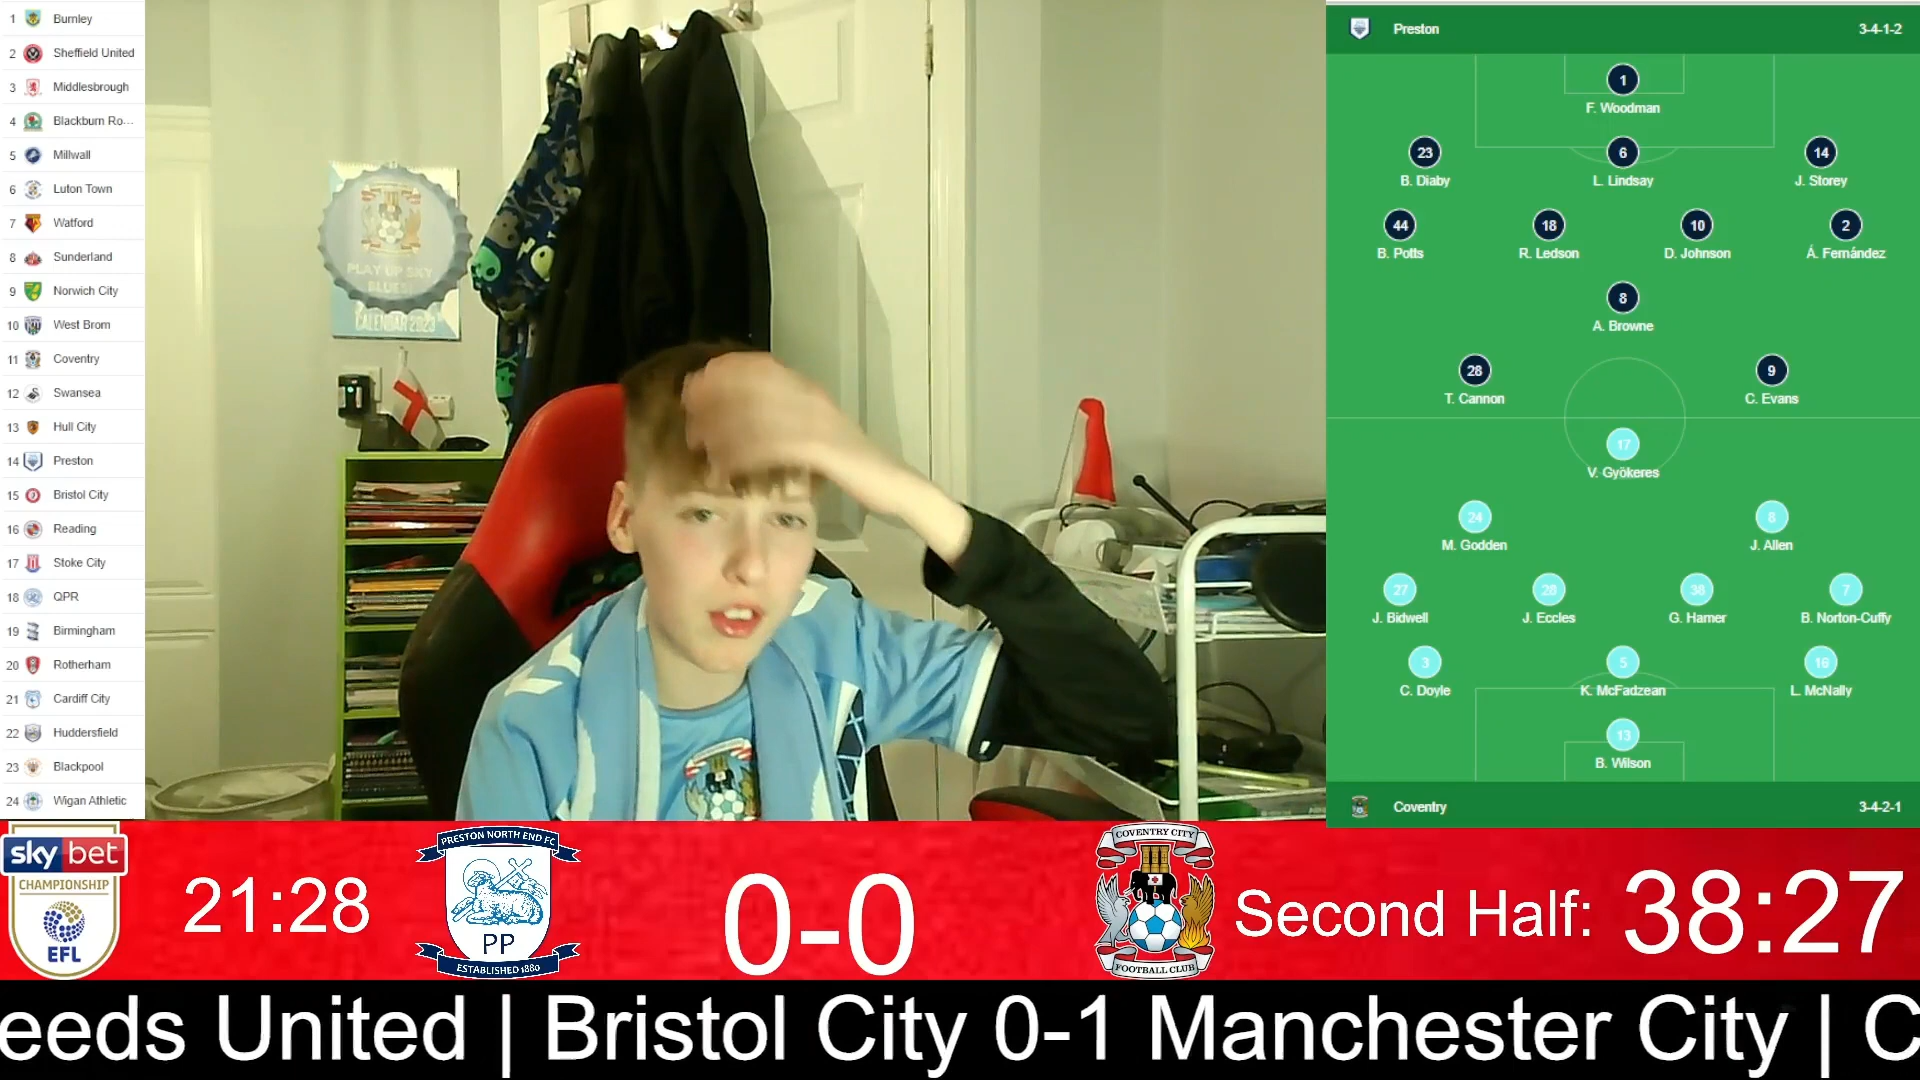 1 Burnley
2 Sheffield United
3 Middlesbrough
4 Blackburn Ro...
5 Millwall
6 Luton Town
7 Watford
8 Sunderland
9 Norwich City
10 West Brom
11 Coventry
12 Swansea
13 Hull City
14 Preston
15 Bristol City
16 Reading
17 Stoke City
18 QPR
19 Birmingham
20 Rotherham
21 Cardiff City
22 Huddersfield
23 Blackpool
24 Wigan Athletic
PLAY UP SKY
BLUES!
CALENDAR 2023
Preston 3-4-1-2
1
F. Woodman
23 6 14
B. Diaby L. Lindsay J. Storey
44 18 10 2
B. Potts R. Ledson D. Johnson Á. Fernández
8
A. Browne
28 9
T. Cannon C. Evans
17
V. Gyökeres
24 8
M. Godden J. Allen
27 28 38 7
J. Bidwell J. Eccles G. Hamer B. Norton-Cuffy
3 5 16
C. Doyle K. McFadzean L. McNally
13
B. Wilson
Coventry 3-4-2-1
sky bet
CHAMPIONSHIP
EFL
21:28
PRESTON NORTH END FC
PP
ESTABLISHED 1880
0-0
COVENTRY CITY
FOOTBALL CLUB
Second Half: 38:27
eeds United | Bristol City 0-1 Manchester City | C